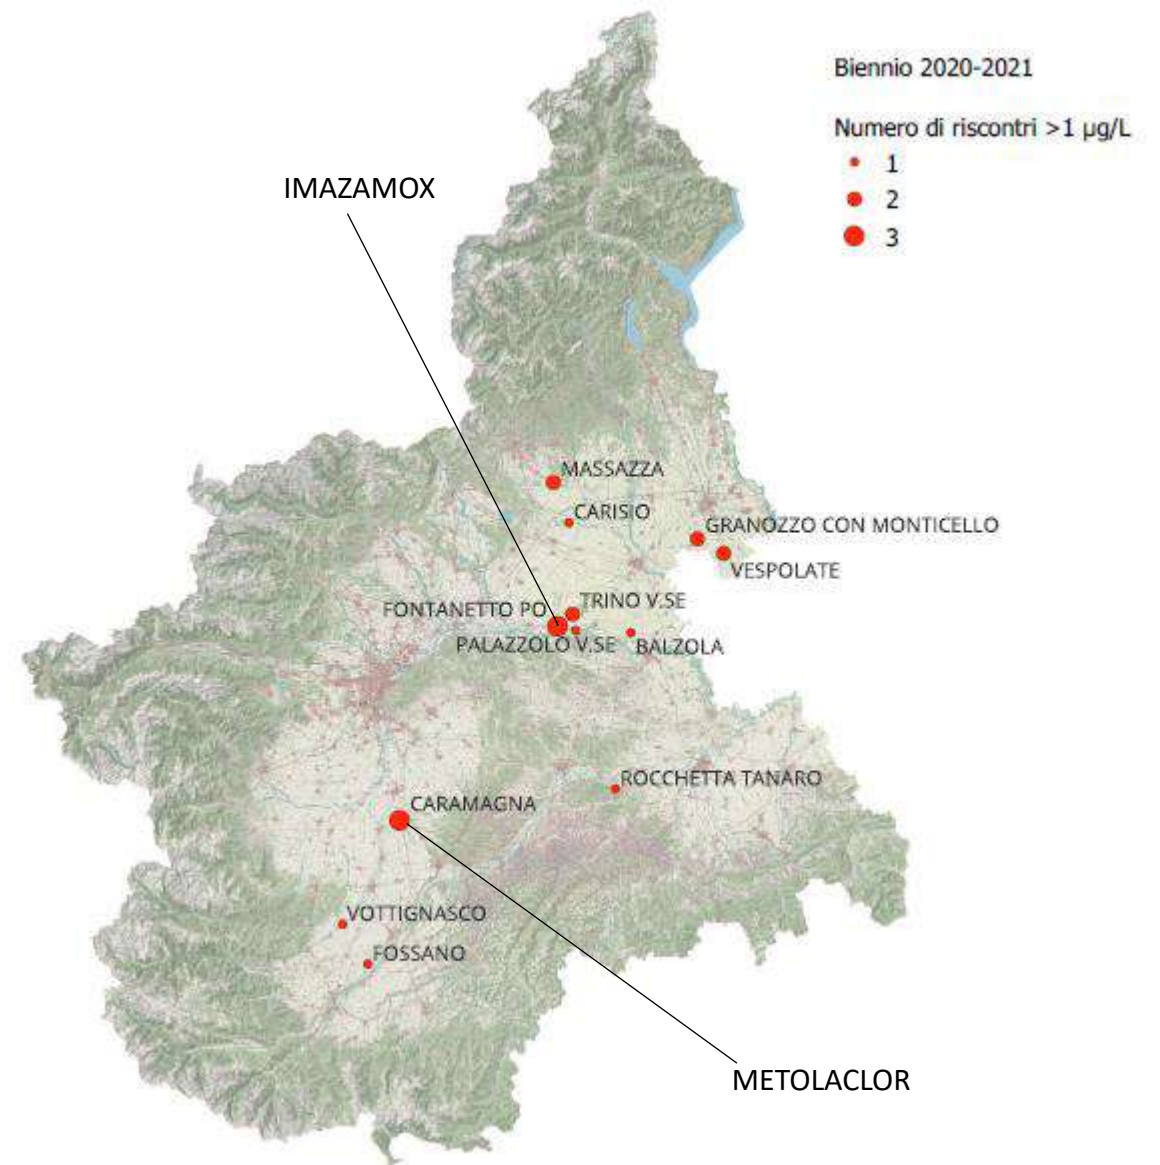 Biennio 2020-2021
Numero di riscontri >1 µg/L
1
2
3
IMAZAMOX
MASSAZZA
CARISIO
GRANOZZO CON MONTICELLO
VESPOLATE
TRINO V.SE
FONTANETTO PO
PALAZZOLO V.SE
BALZOLA
ROCCHETTA TANARO
CARAMAGNA
VOTTIGNASCO
FOSSANO
METOLACLOR